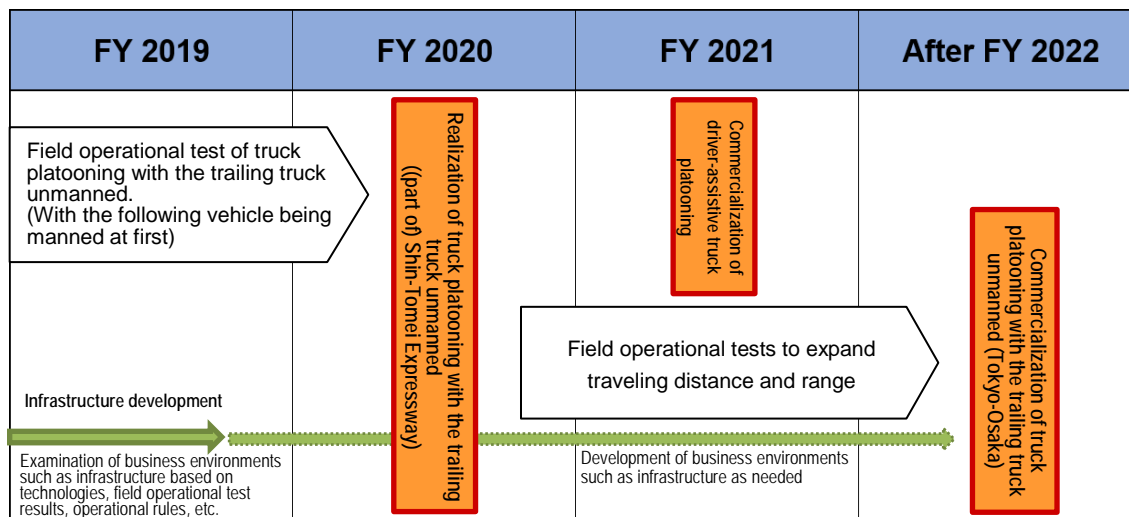 FY 2019
FY 2020
FY 2021
After FY 2022
Field operational test of truck
platooning with the trailing truck
unmanned.
(With the following vehicle being
manned at first)
Realization of truck platooning with the trailing
truck unmanned
((part of) Shin-Tomei Expressway)
Commercialization of
driver-assistive truck
platooning
Field operational tests to expand
traveling distance and range
Commercialization of truck
platooning with the trailing truck
unmanned (Tokyo-Osaka)
Infrastructure development
Examination of business environments
such as infrastructure based on
technologies, field operational test
results, operational rules, etc.
Development of business environments
such as infrastructure as needed